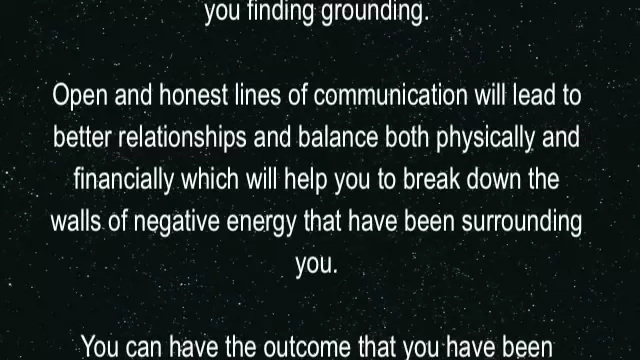 you finding grounding.
Open and honest lines of communication will lead to
better relationships and balance both physically and
financially which will help you to break down the
walls of negative energy that have been surrounding
you.
You can have the outcome that you have been